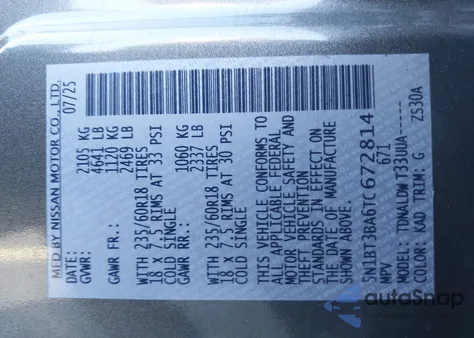 MFD BY NISSAN MOTOR CO., LTD.
DATE: 07/25
GVWR: 2105 KG
4641 LB
GAWR FR.: 1120 KG
2469 LB
WITH 235/60R18 TIRES
18 X 7.5 RIMS AT 33 PSI
COLD SINGLE
GAWR RR.: 1060 KG
2337 LB
WITH 235/60R18 TIRES
18 X 7.5 RIMS AT 30 PSI
COLD SINGLE
THIS VEHICLE CONFORMS TO
ALL APPLICABLE FEDERAL
MOTOR VEHICLE SAFETY AND
THEFT PREVENTION
STANDARDS IN EFFECT ON
THE DATE OF MANUFACTURE
SHOWN ABOVE.
5N1BT3BA6TC672814
MPV 671
TYPE: TDNALDW T33UUA-----
COLOR: KAD TRIM: G ZS30A
autoSnap